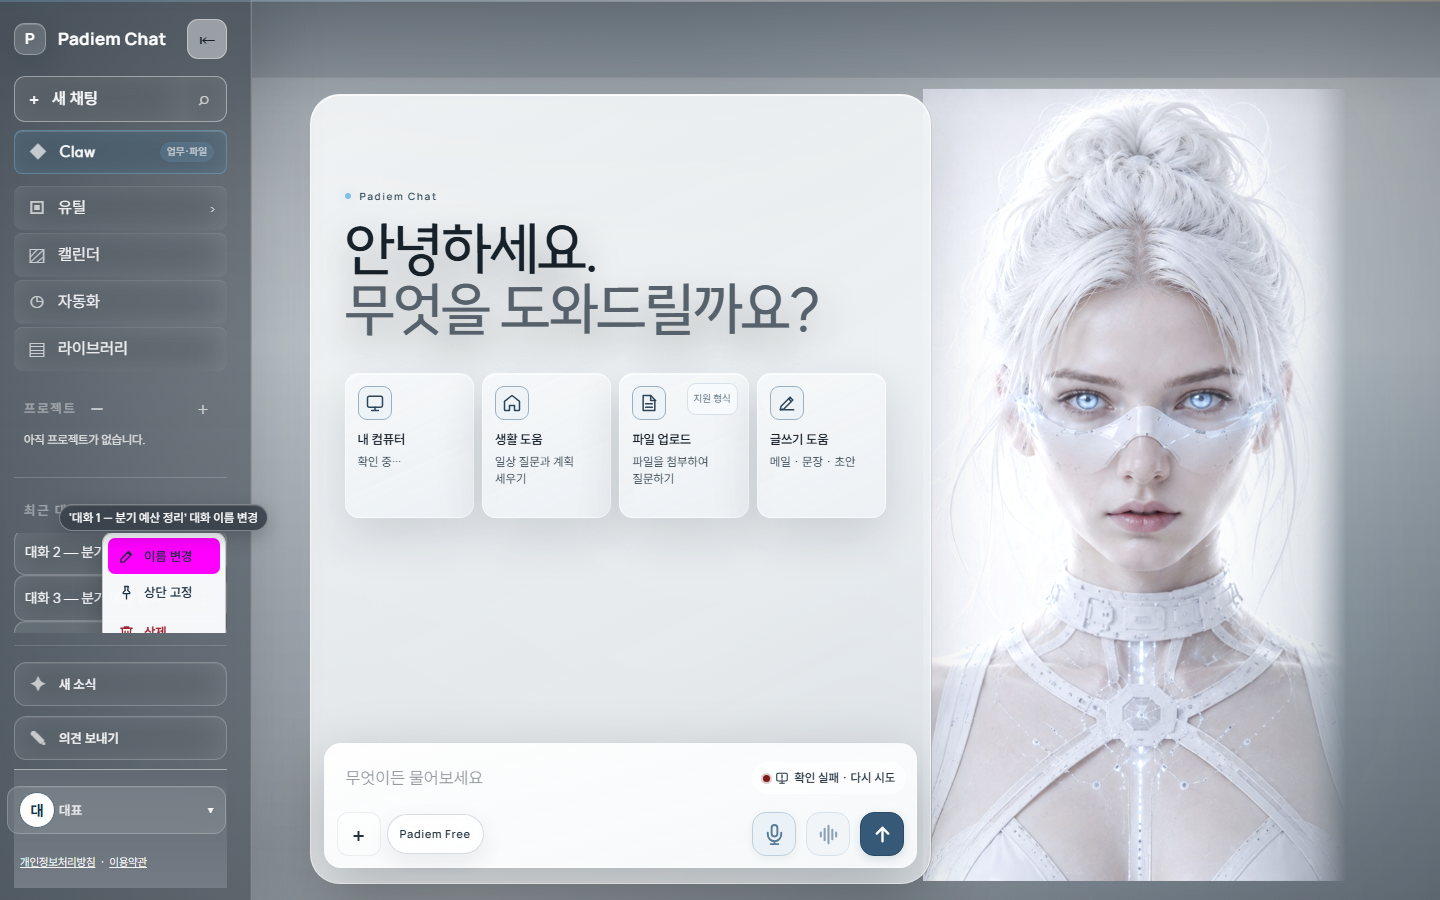 P Padiem Chat
+ 새 채팅
Claw 업무·파일
유틸
캘린더
자동화
라이브러리
프로젝트
아직 프로젝트가 없습니다.
최근
'대화 1 — 분기 예산 정리' 대화 이름 변경
대화 2 — 분기
이름 변경
상단 고정
대화 3 — 분기
삭제
새 소식
의견 보내기
대 대표
개인정보처리방침 · 이용약관
Padiem Chat
안녕하세요.
무엇을 도와드릴까요?
내 컴퓨터
확인 중…
생활 도움
일상 질문과 계획
세우기
지원 형식
파일 업로드
파일을 첨부하여
질문하기
글쓰기 도움
메일 · 문장 · 초안
무엇이든 물어보세요
확인 실패 · 다시 시도
+ Padiem Free